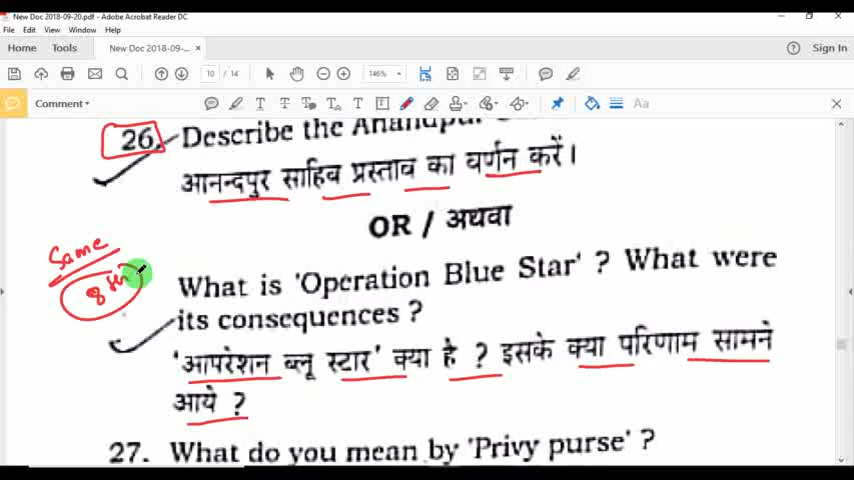 New Doc 2018-09-20.pdf - Adobe Acrobat Reader DC
File Edit View Window Help
Home Tools New Doc 2018-09-... × Sign In
10 / 14 146%
Comment
26. Describe the Anandpur
आनन्दपुर साहिब प्रस्ताव का वर्णन करें।
OR / अथवा
Same
8
What is 'Operation Blue Star' ? What were
its consequences ?
'आपरेशन ब्लू स्टार' क्या है ? इसके क्या परिणाम सामने
आये ?
27. What do you mean by 'Privy purse' ?